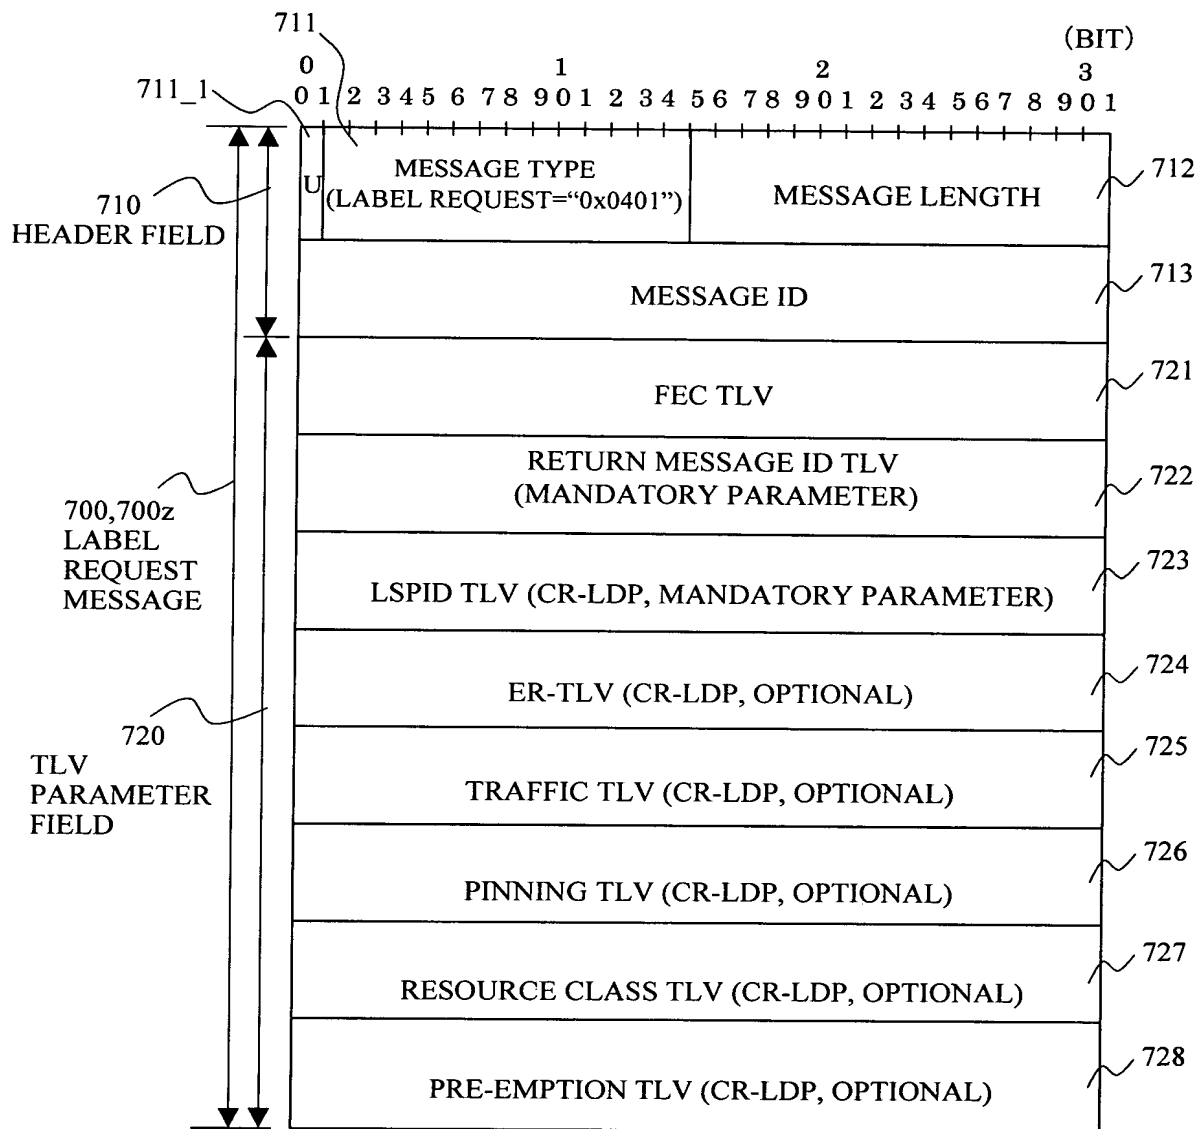 711
(BIT)
0 1 2 3
711_1
0 1 2 3 4 5 6 7 8 9 0 1 2 3 4 5 6 7 8 9 0 1 2 3 4 5 6 7 8 9 0 1
U
MESSAGE TYPE
(LABEL REQUEST="0x0401")
MESSAGE LENGTH
712
710
HEADER FIELD
MESSAGE ID
713
FEC TLV
721
RETURN MESSAGE ID TLV
(MANDATORY PARAMETER)
722
700,700z
LABEL
REQUEST
MESSAGE
LSPID TLV (CR-LDP, MANDATORY PARAMETER)
723
ER-TLV (CR-LDP, OPTIONAL)
724
720
TLV
PARAMETER
FIELD
TRAFFIC TLV (CR-LDP, OPTIONAL)
725
PINNING TLV (CR-LDP, OPTIONAL)
726
RESOURCE CLASS TLV (CR-LDP, OPTIONAL)
727
PRE-EMPTION TLV (CR-LDP, OPTIONAL)
728